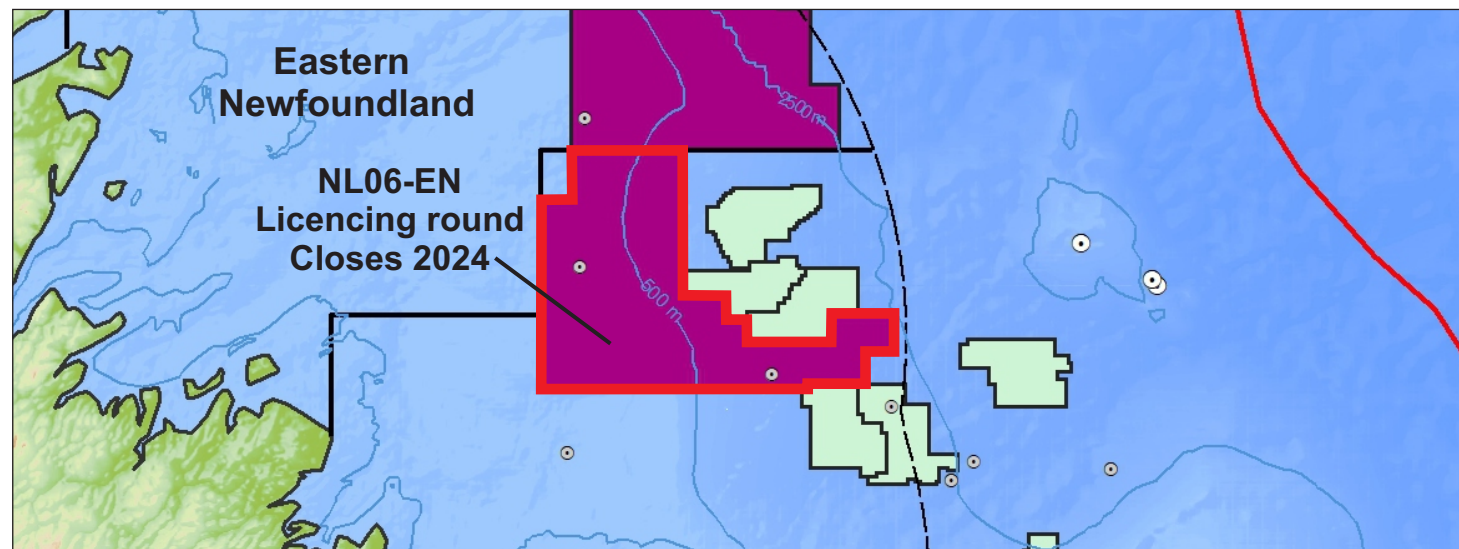 Eastern
Newfoundland
2500 m
NL06-EN
Licencing round
Closes 2024
500 m